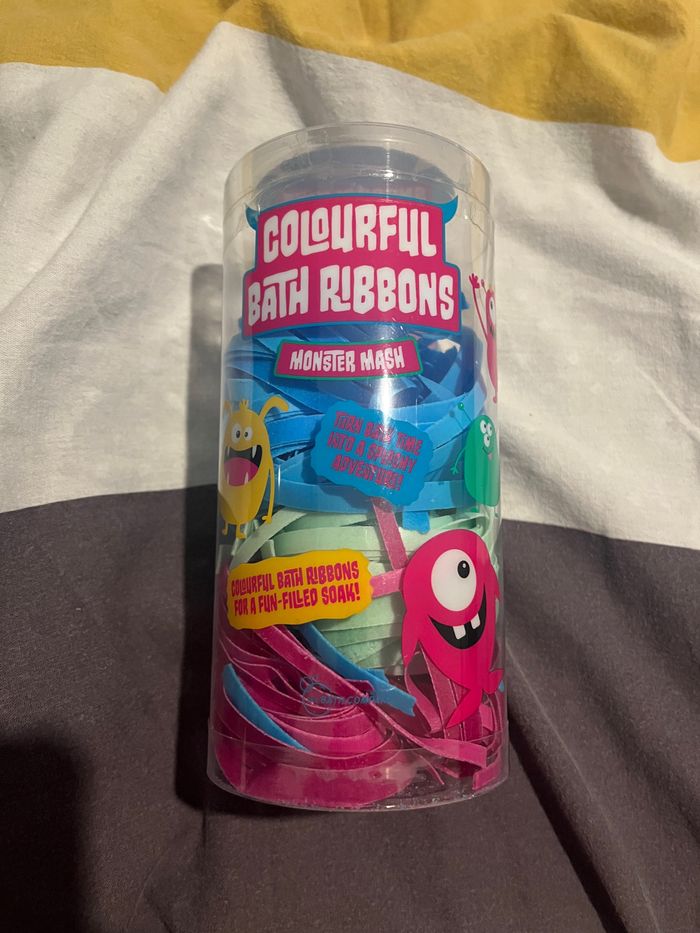 COLOURFUL
BATH RIBBONS
MONSTER MASH
TURN BATH TIME
INTO A SPLASHY
ADVENTURE!
COLOURFUL BATH RIBBONS
FOR A FUN-FILLED SOAK!